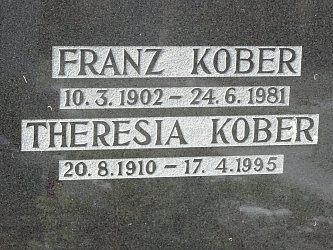 FRANZ KOBER
10.3.1902 – 24.6.1981
THERESIA KOBER
20.8.1910 – 17.4.1995